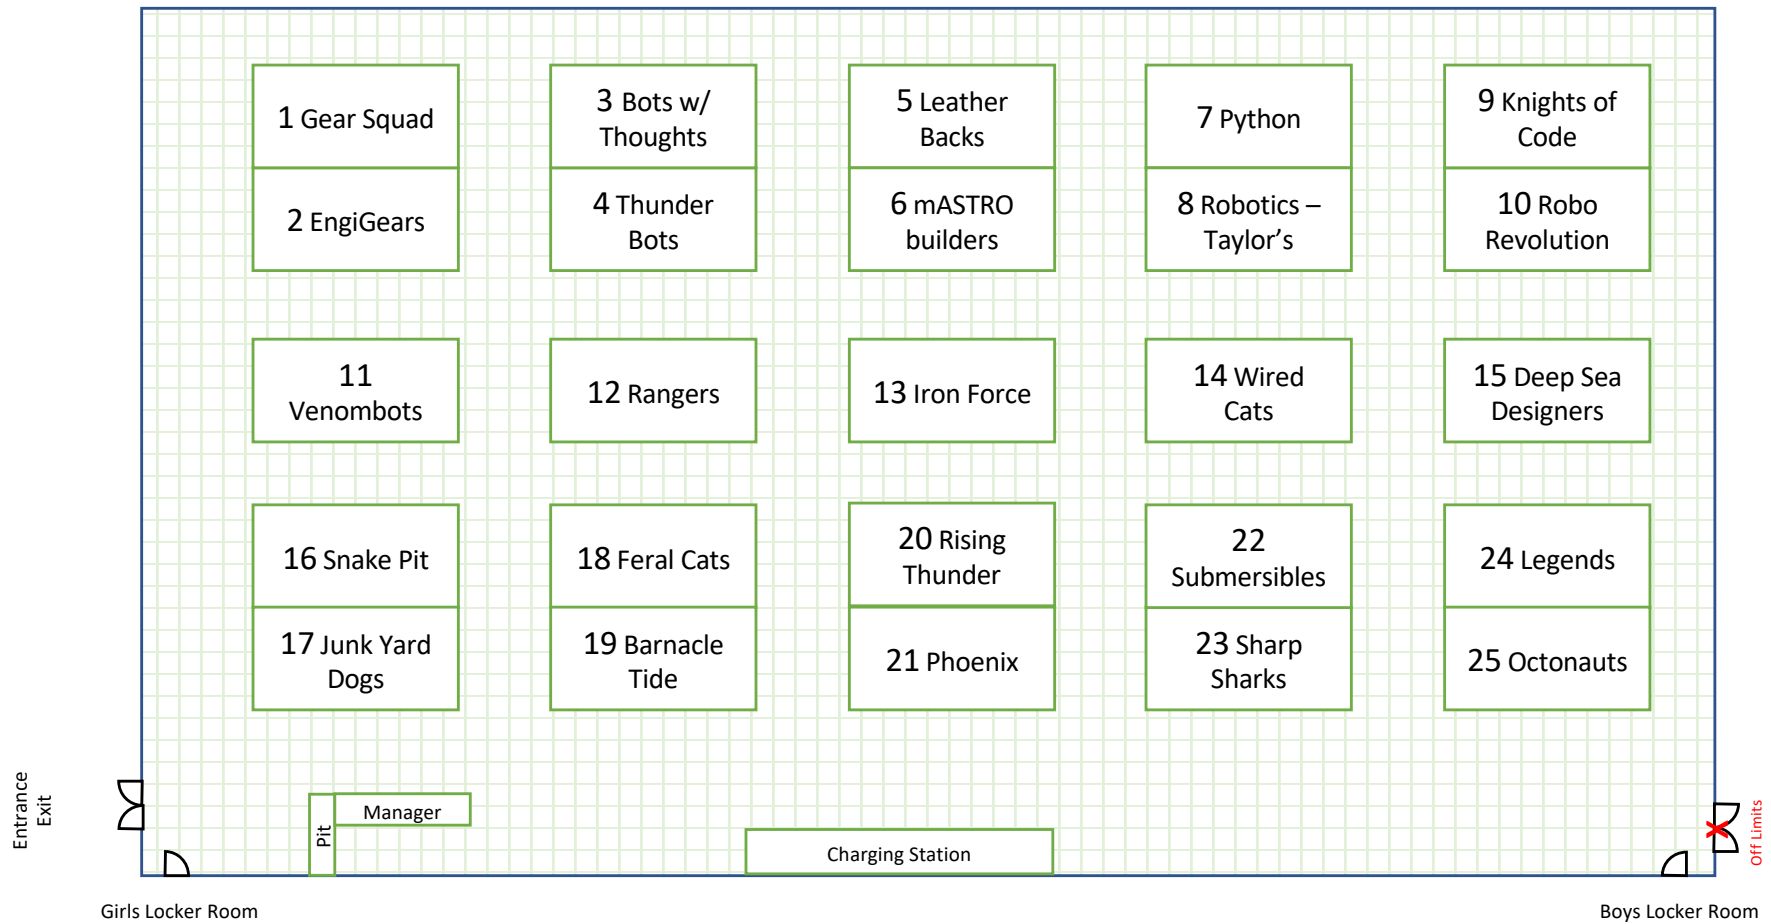 1 Gear Squad
3 Bots w/
Thoughts
5 Leather
Backs
7 Python
9 Knights of
Code
2 EngiGears
4 Thunder
Bots
6 mASTRO
builders
8 Robotics –
Taylor’s
10 Robo
Revolution
11
Venombots
12 Rangers
13 Iron Force
14 Wired
Cats
15 Deep Sea
Designers
16 Snake Pit
18 Feral Cats
20 Rising
Thunder
22
Submersibles
24 Legends
17 Junk Yard
Dogs
19 Barnacle
Tide
21 Phoenix
23 Sharp
Sharks
25 Octonauts
Entrance
Exit
Pit
Manager
Charging Station
Off Limits
Girls Locker Room
Boys Locker Room